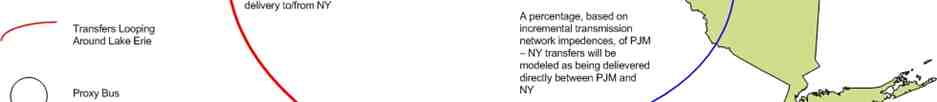 delivery to/from NY
Transfers Looping
Around Lake Erie
Proxy Bus
A percentage, based on
incremental transmission
network impedences, of PJM
– NY transfers will be
modeled as being delievered
directly between PJM and
NY